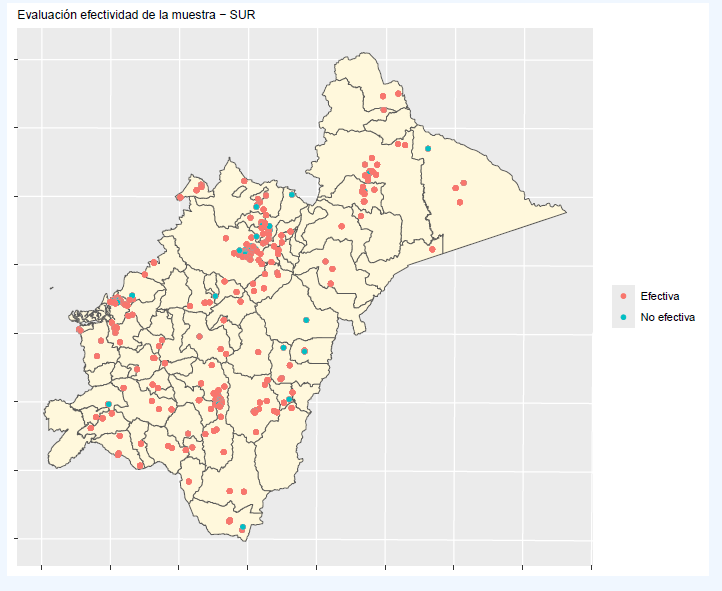 Evaluación efectividad de la muestra − SUR
Efectiva
No efectiva